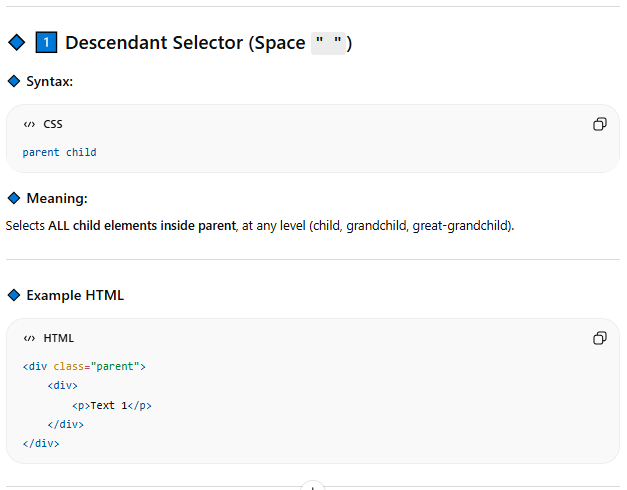 1 Descendant Selector (Space " ")
Syntax:
CSS
parent child
Meaning:
Selects ALL child elements inside parent, at any level (child, grandchild, great-grandchild).
Example HTML
HTML
<div class="parent">
    <div>
        <p>Text 1</p>
    </div>
</div>